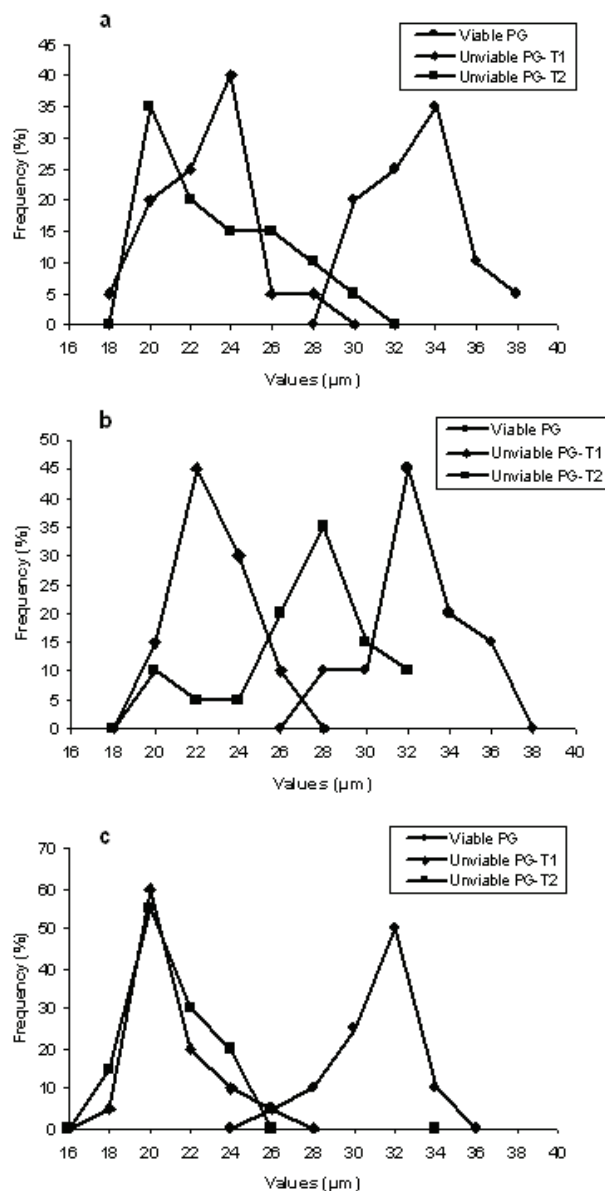 a
45
40
35
30
25
20
15
10
5
0
Frequency (%)
16 18 20 22 24 26 28 30 32 34 36 38 40
Values (µm)
Viable PG
Unviable PG-T1
Unviable PG-T2
b
50
45
40
35
30
25
20
15
10
5
0
Frequency (%)
16 18 20 22 24 26 28 30 32 34 36 38 40
Values (µm)
Viable PG
Unviable PG-T1
Unviable PG-T2
c
70
60
50
40
30
20
10
0
Frequency (%)
16 18 20 22 24 26 28 30 32 34 36 38 40
Values (µm)
Viable PG
Unviable PG-T1
Unviable PG-T2